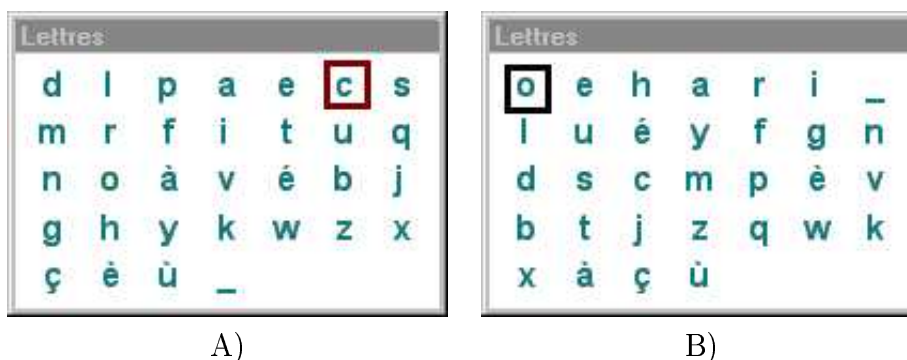 Lettres
d l p a e c s
m r f i t u q
n o à v é b j
g h y k w z x
ç è ù _
A)
Lettres
o e h a r i _
l u é y f g n
d s c m p è v
b t j z q w k
x à ç ù
B)